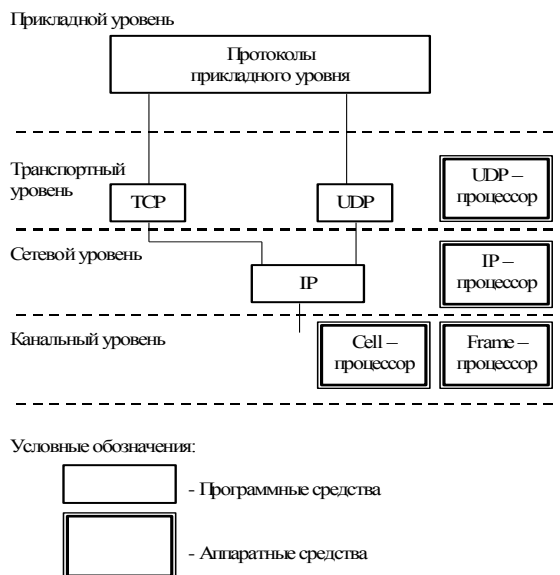 Прикладной уровень
Протоколы
прикладного уровня
Транспортный
уровень
TCP
UDP
UDP –
процессор
Сетевой уровень
IP
IP –
процессор
Канальный уровень
Cell –
процессор
Frame –
процессор
Условные обозначения:
- Программные средства
- Аппаратные средства